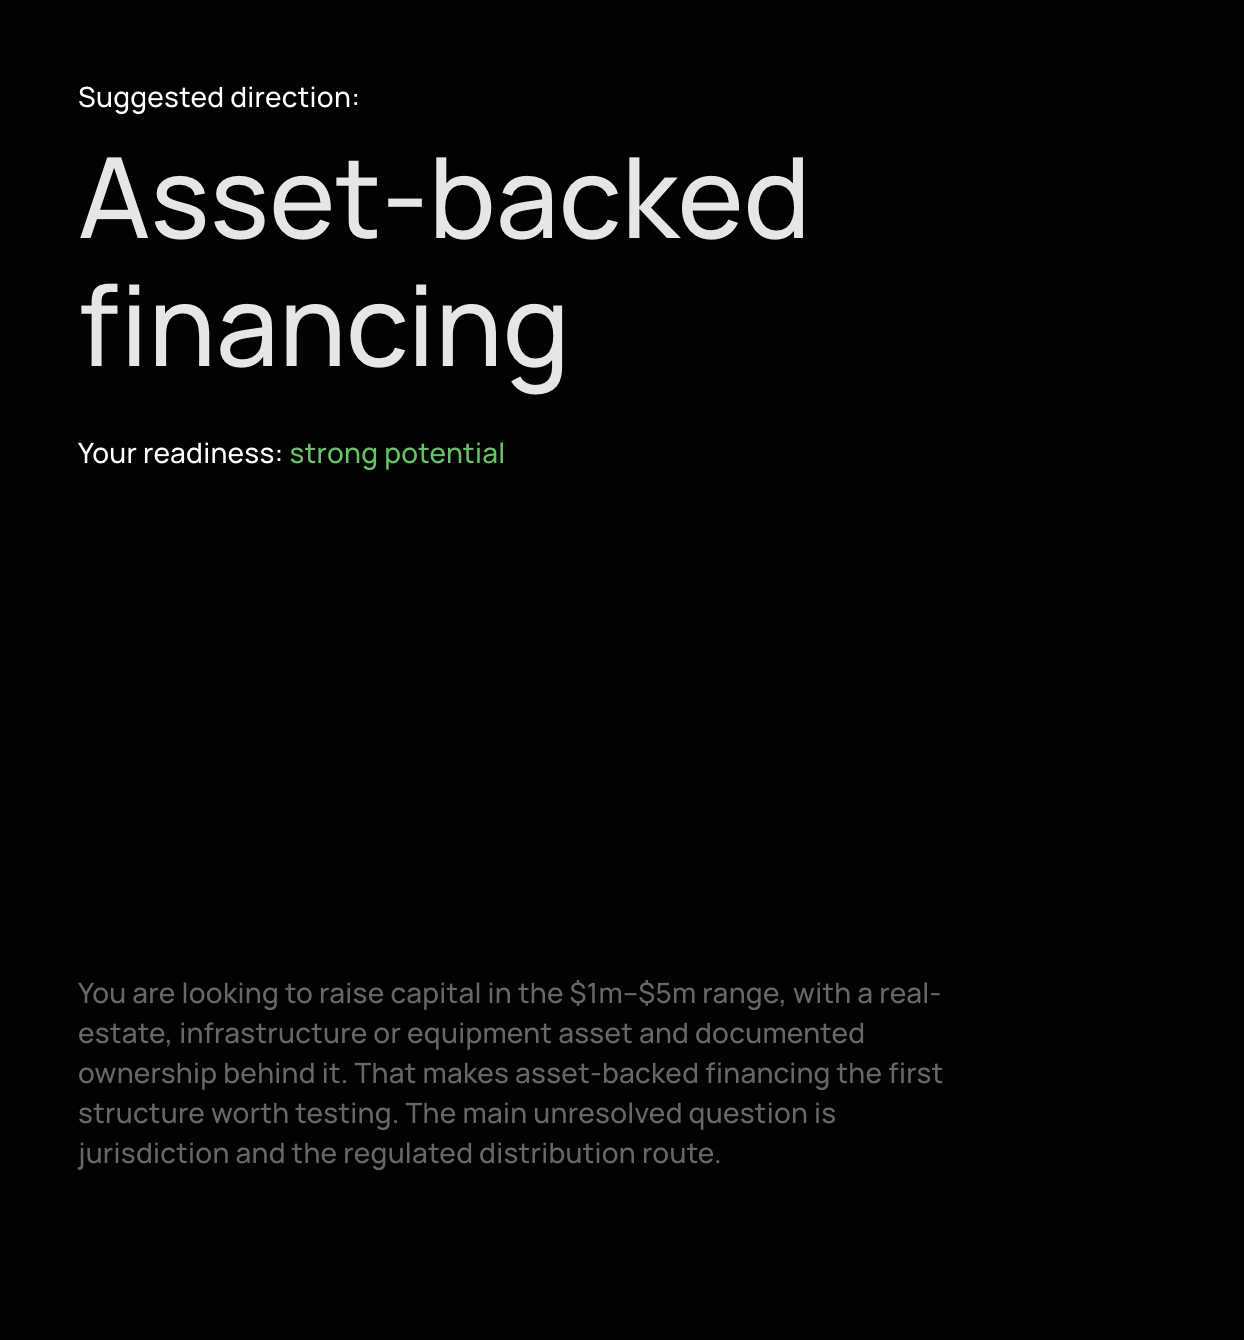 Suggested direction:
Asset-backed
financing
Your readiness: strong potential
You are looking to raise capital in the $1m–$5m range, with a real-
estate, infrastructure or equipment asset and documented
ownership behind it. That makes asset-backed financing the first
structure worth testing. The main unresolved question is
jurisdiction and the regulated distribution route.